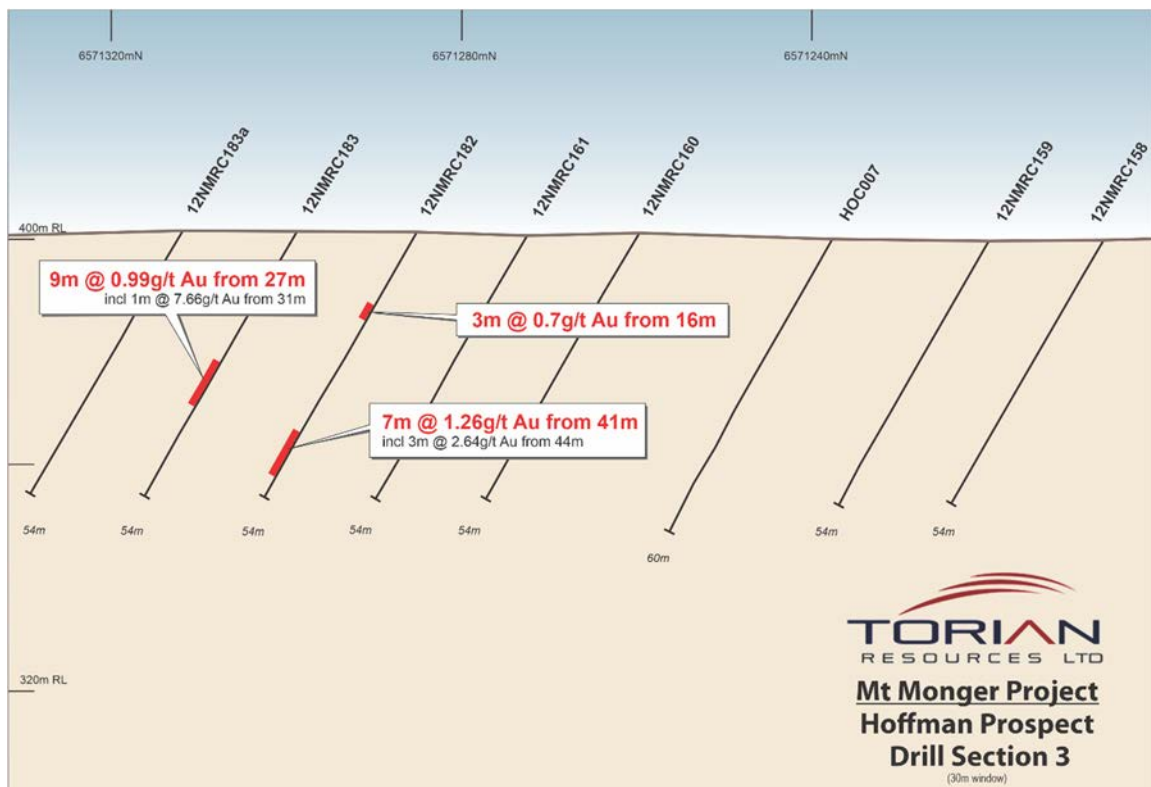 6571320mN
6571280mN
6571240mN
12NMRC183a
12NMRC183
12NMRC182
12NMRC161
12NMRC160
HOC007
12NMRC159
12NMRC158
400m RL
9m @ 0.99g/t Au from 27m
incl 1m @ 7.66g/t Au from 31m
3m @ 0.7g/t Au from 16m
7m @ 1.26g/t Au from 41m
incl 3m @ 2.64g/t Au from 44m
54m
54m
54m
54m
54m
60m
54m
54m
320m RL
TORIAN
RESOURCES LTD
Mt Monger Project
Hoffman Prospect
Drill Section 3
(30m window)